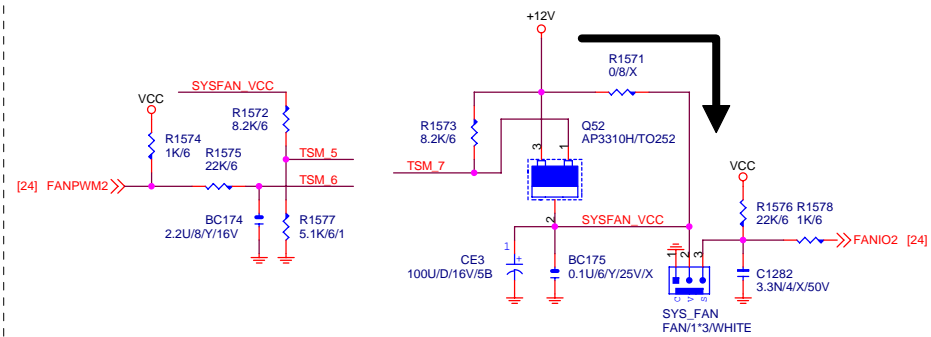 +12V
R1571
0/8/X
SYSFAN_VCC
VCC
R1572
8.2K/6
R1574
1K/6
R1575
22K/6
TSM_5
TSM_6
[24] FANPWM2
BC174
2.2U/8/Y/16V
R1577
5.1K/6/1
R1573
8.2K/6
TSM_7
Q52
AP3310H/TO252
3
1
2
SYSFAN_VCC
1
+
CE3
100U/D/16V/5B
BC175
0.1U/6/Y/25V/X
VCC
R1576
22K/6
R1578
1K/6
FANIO2 [24]
C1282
3.3N/4/X/50V
1
2
3
C
V
S
SYS_FAN
FAN/1*3/WHITE